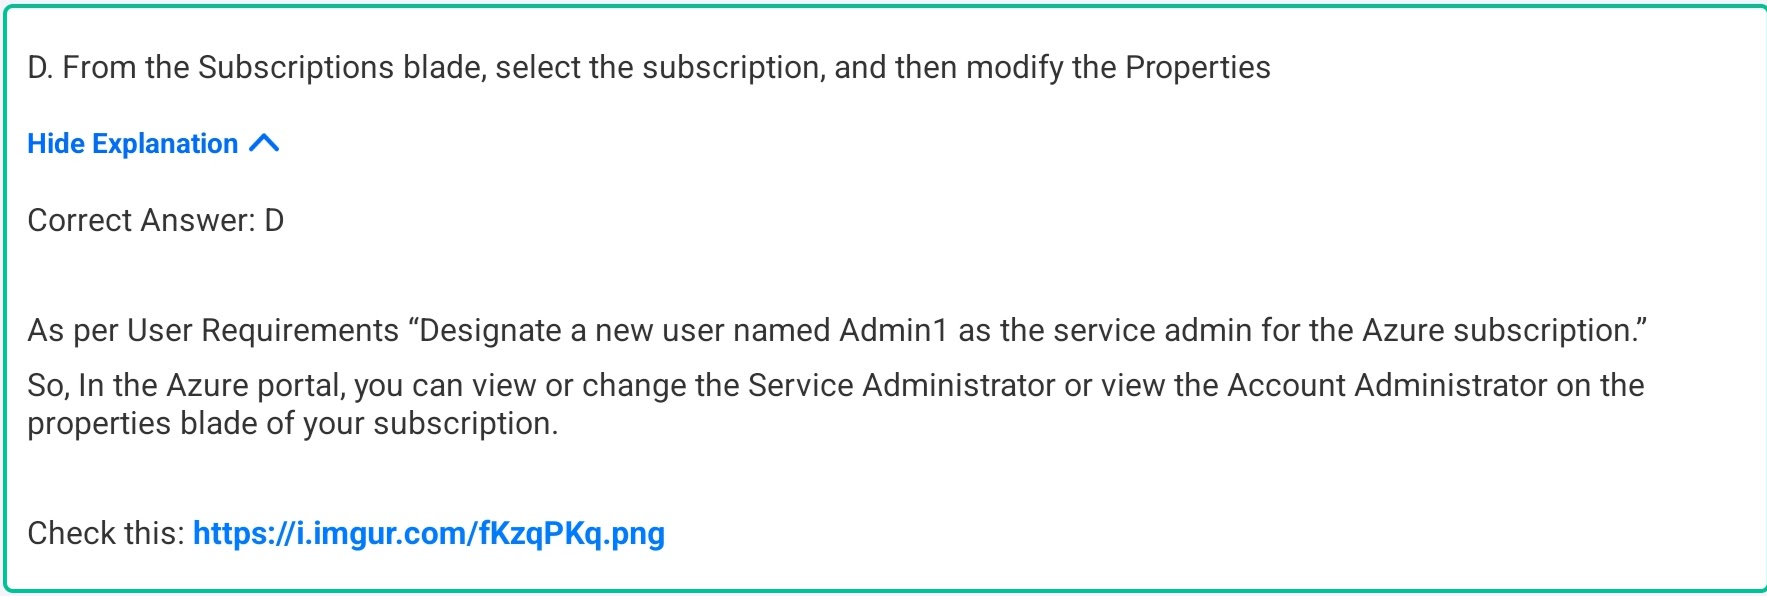 D. From the Subscriptions blade, select the subscription, and then modify the Properties
Hide Explanation
Correct Answer: D
As per User Requirements “Designate a new user named Admin1 as the service admin for the Azure subscription.”
So, In the Azure portal, you can view or change the Service Administrator or view the Account Administrator on the
properties blade of your subscription.
Check this: https://i.imgur.com/fKzqPKq.png